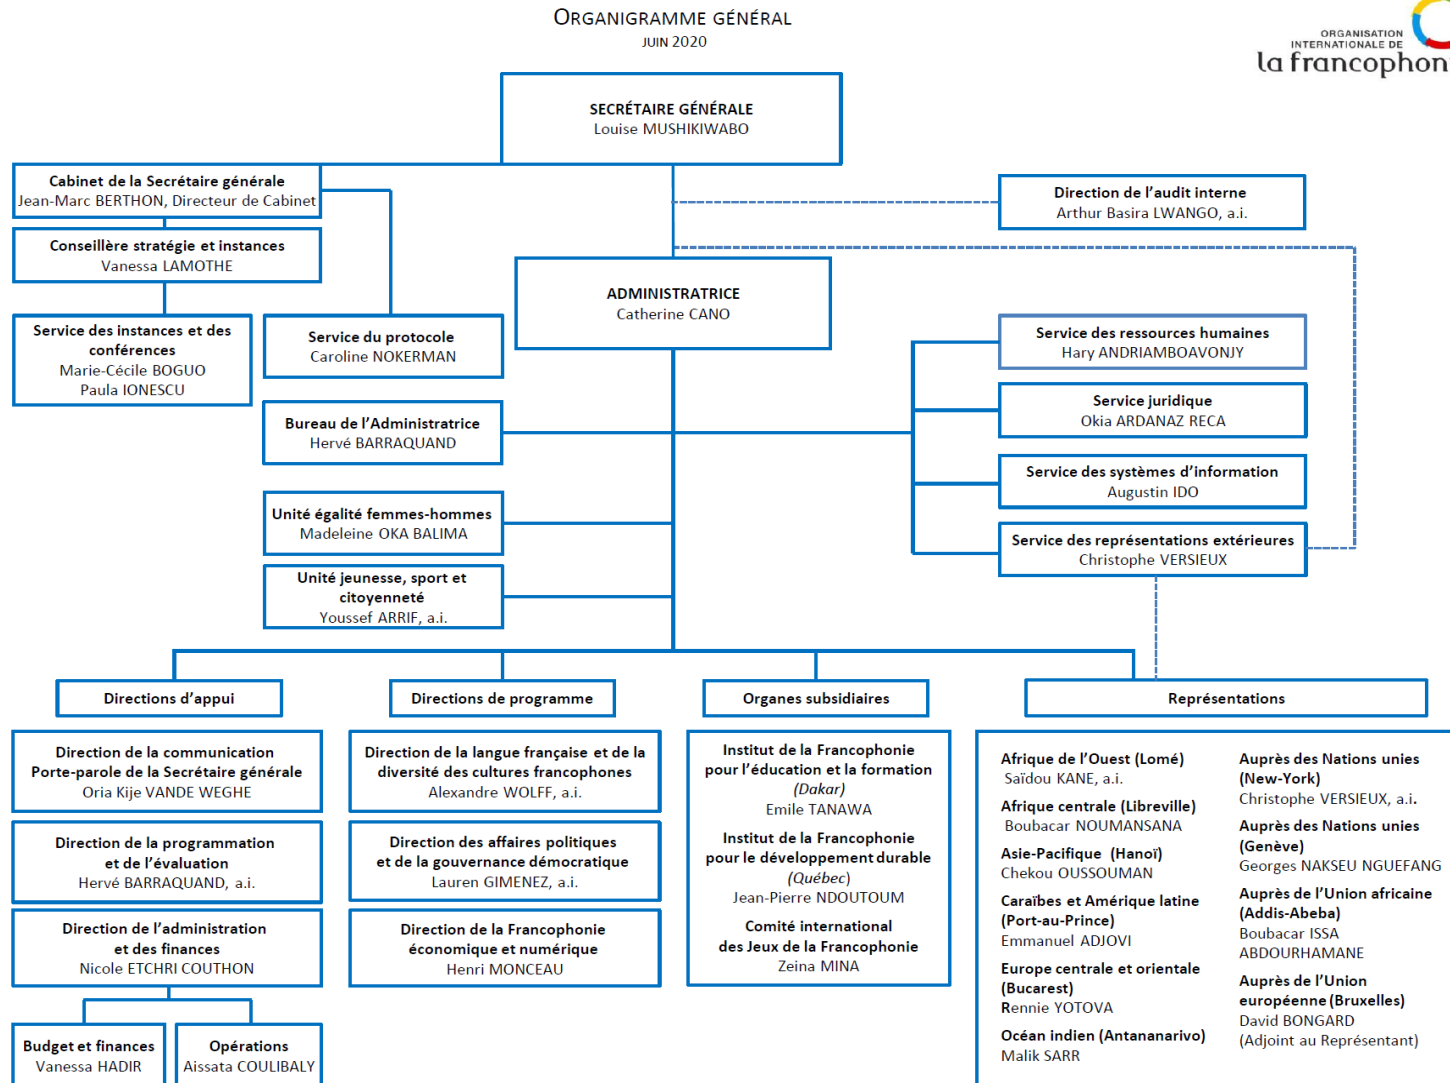 ORGANIGRAMME GÉNÉRAL
JUIN 2020
ORGANISATION
INTERNATIONALE DE
la francophon
SECRÉTAIRE GÉNÉRALE
Louise MUSHIKIWABO
Cabinet de la Secrétaire générale
Jean-Marc BERTHON, Directeur de Cabinet
Direction de l'audit interne
Arthur Basira LWANGO, a.i.
Conseillère stratégie et instances
Vanessa LAMOTHE
ADMINISTRATRICE
Catherine CANO
Service des instances et des
conférences
Marie-Cécile BOGUO
Paula IONESCU
Service du protocole
Caroline NOKERMAN
Service des ressources humaines
Hary ANDRIAMBOAVONJY
Service juridique
Okia ARDANAZ RECA
Bureau de l'Administratrice
Hervé BARRAQUAND
Service des systèmes d'information
Augustin IDO
Unité égalité femmes-hommes
Madeleine OKA BALIMA
Service des représentations extérieures
Christophe VERSIEUX
Unité jeunesse, sport et
citoyenneté
Youssef ARRIF, a.i.
Directions d'appui
Directions de programme
Organes subsidiaires
Représentations
Direction de la communication
Porte-parole de la Secrétaire générale
Oria Kije VANDE WEGHE
Direction de la programmation
et de l'évaluation
Hervé BARRAQUAND, a.i.
Direction de l'administration
et des finances
Nicole ETCHRI COUTHON
Budget et finances
Vanessa HADIR
Opérations
Aissata COULIBALY
Direction de la langue française et de la
diversité des cultures francophones
Alexandre WOLFF, a.i.
Direction des affaires politiques
et de la gouvernance démocratique
Lauren GIMENEZ, a.i.
Direction de la Francophonie
économique et numérique
Henri MONCEAU
Institut de la Francophonie
pour l'éducation et la formation
(Dakar)
Emile TANAWA
Institut de la Francophonie
pour le développement durable
(Québec)
Jean-Pierre NDOUTOUM
Comité international
des Jeux de la Francophonie
Zeina MINA
Afrique de l'Ouest (Lomé)
Saïdou KANE, a.i.
Afrique centrale (Libreville)
Boubacar NOUMANSANA
Asie-Pacifique (Hanoï)
Chekou OUSSOUMAN
Caraïbes et Amérique latine
(Port-au-Prince)
Emmanuel ADJOVI
Europe centrale et orientale
(Bucarest)
Rennie YOTOVA
Océan indien (Antananarivo)
Malik SARR
Auprès des Nations unies
(New-York)
Christophe VERSIEUX, a.i.
Auprès des Nations unies
(Genève)
Georges NAKSEU NGUEFANG
Auprès de l'Union africaine
(Addis-Abeba)
Boubacar ISSA
ABDOURHAMANE
Auprès de l'Union
européenne (Bruxelles)
David BONGARD
(Adjoint au Représentant)